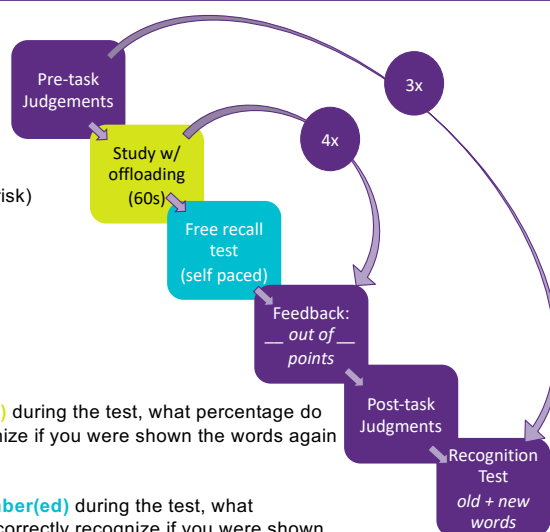 Pre-task
Judgements
3x
4x
Study w/
offloading
(60s)
risk)
Free recall
test
(self paced)
Feedback:
__ out of __
points
) during the test, what percentage do
nize if you were shown the words again
Post-task
Judgments
Recognition
Test
old + new
words
ber(ed) during the test, what
correctly recognize if you were shown